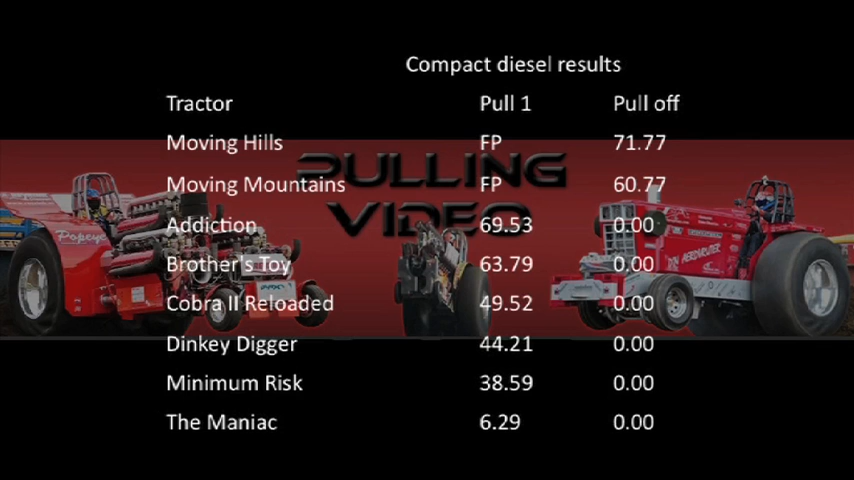 Compact diesel results
Tractor Pull 1 Pull off
Moving Hills FP 71.77
PULLING
Moving Mountains FP 60.77
VIDEO
Addiction 69.53 0.00
Popeye
Brother's Toy 63.79 0.00
Cobra II Reloaded 49.52 0.00
Dinkey Digger 44.21 0.00
Minimum Risk 38.59 0.00
The Maniac 6.29 0.00